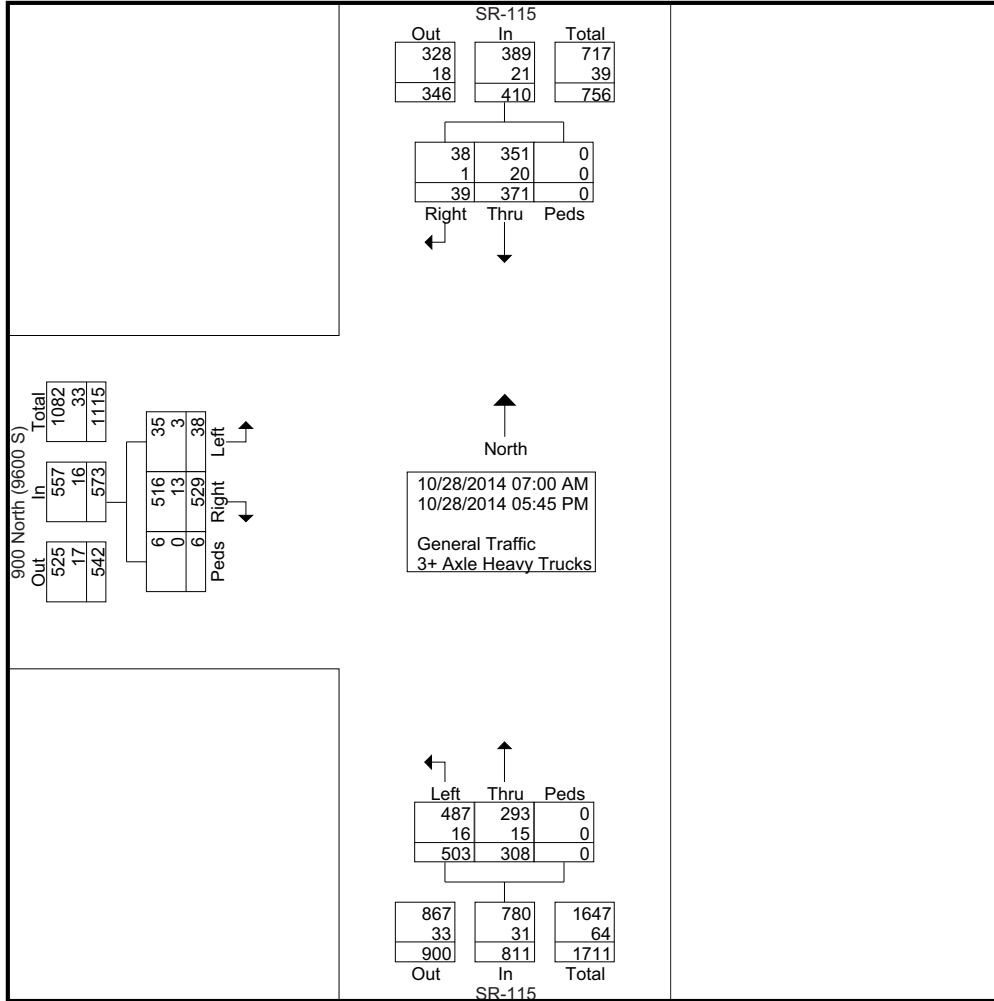 SR-115
Out In Total
328 389 717
18 21 39
346 410 756
38 351 0
1 20 0
39 371 0
Right Thru Peds
900 North (9600 S)
Out In Total
525 557 1082
17 16 33
542 573 1115
6 516 35
0 13 3
6 529 38
Peds Right Left
North
10/28/2014 07:00 AM
10/28/2014 05:45 PM
General Traffic
3+ Axle Heavy Trucks
Left Thru Peds
487 293 0
16 15 0
503 308 0
867 780 1647
33 31 64
900 811 1711
Out In Total
SR-115